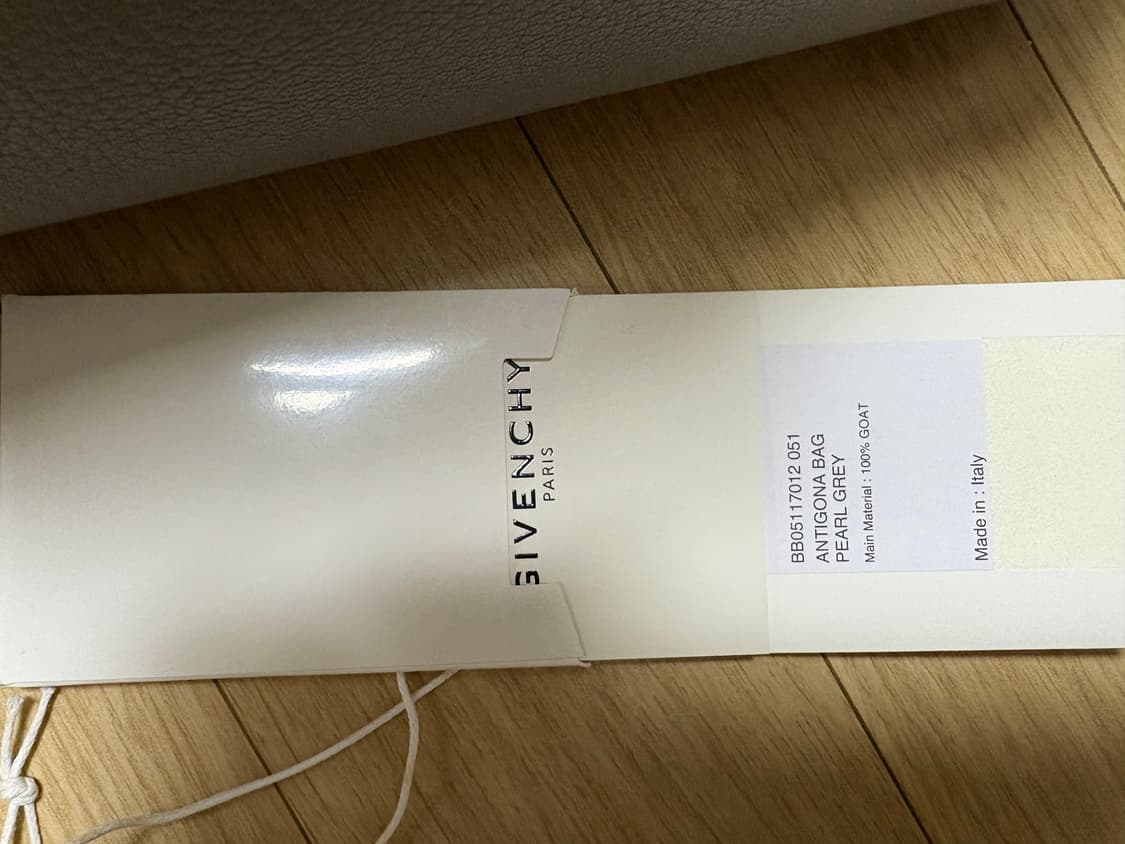 GIVENCHY
PARIS
BB05117012 051
ANTIGONA BAG
PEARL GREY
Main Material : 100% GOAT
Made in : Italy